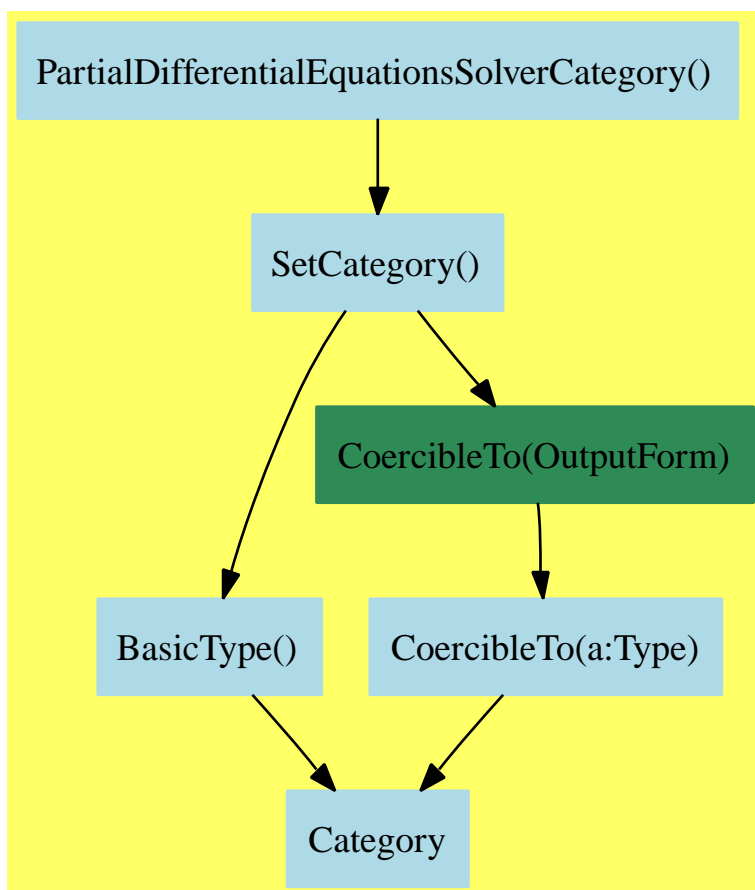 PartialDifferentialEquationsSolverCategory()
SetCategory()
CoercibleTo(OutputForm)
BasicType()
CoercibleTo(a:Type)
Category